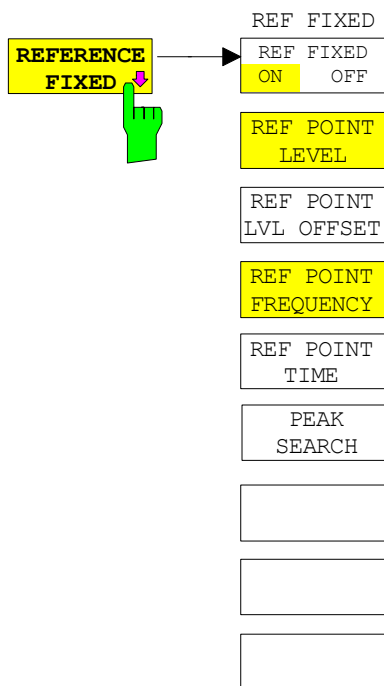 REF FIXED
REFERENCE
FIXED
REF FIXED
ON OFF
REF POINT
LEVEL
REF POINT
LVL OFFSET
REF POINT
FREQUENCY
REF POINT
TIME
PEAK
SEARCH